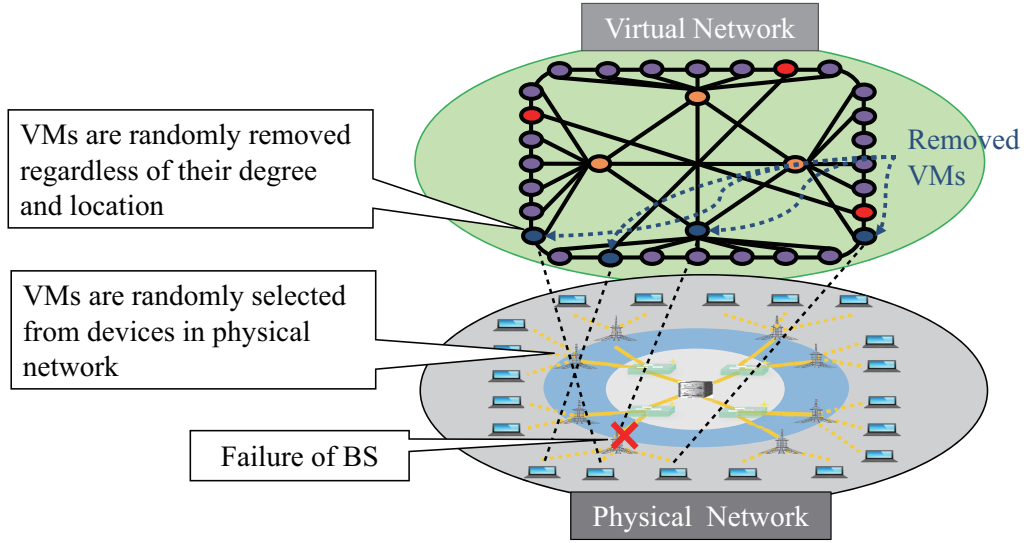 Virtual Network
VMs are randomly removed
regardless of their degree
and location
Removed
VMs
VMs are randomly selected
from devices in physical
network
Failure of BS
Physical Network